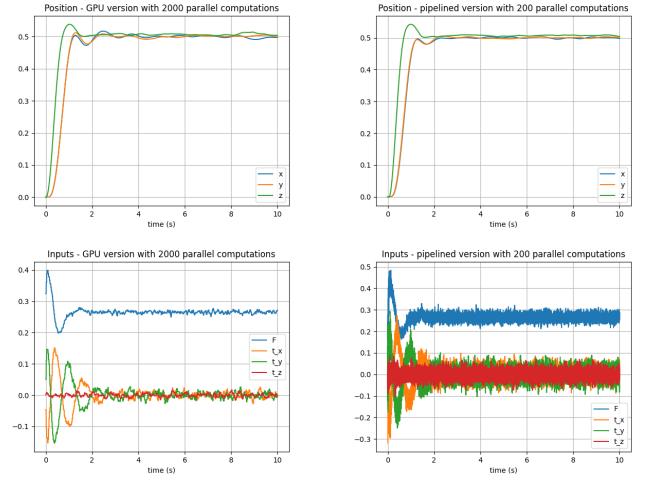 Position - GPU version with 2000 parallel computations
0.5
0.4
0.3
0.2
0.1
0.0
0
2
4
6
8
10
time (s)
x
y
z
Position - pipelined version with 200 parallel computations
0.5
0.4
0.3
0.2
0.1
0.0
0
2
4
6
8
10
time (s)
x
y
z
Inputs - GPU version with 2000 parallel computations
0.4
0.3
0.2
0.1
0.0
−0.1
0
2
4
6
8
10
time (s)
F
t_x
t_y
t_z
Inputs - pipelined version with 200 parallel computations
0.5
0.4
0.3
0.2
0.1
0.0
−0.1
−0.2
−0.3
0
2
4
6
8
10
time (s)
F
t_x
t_y
t_z